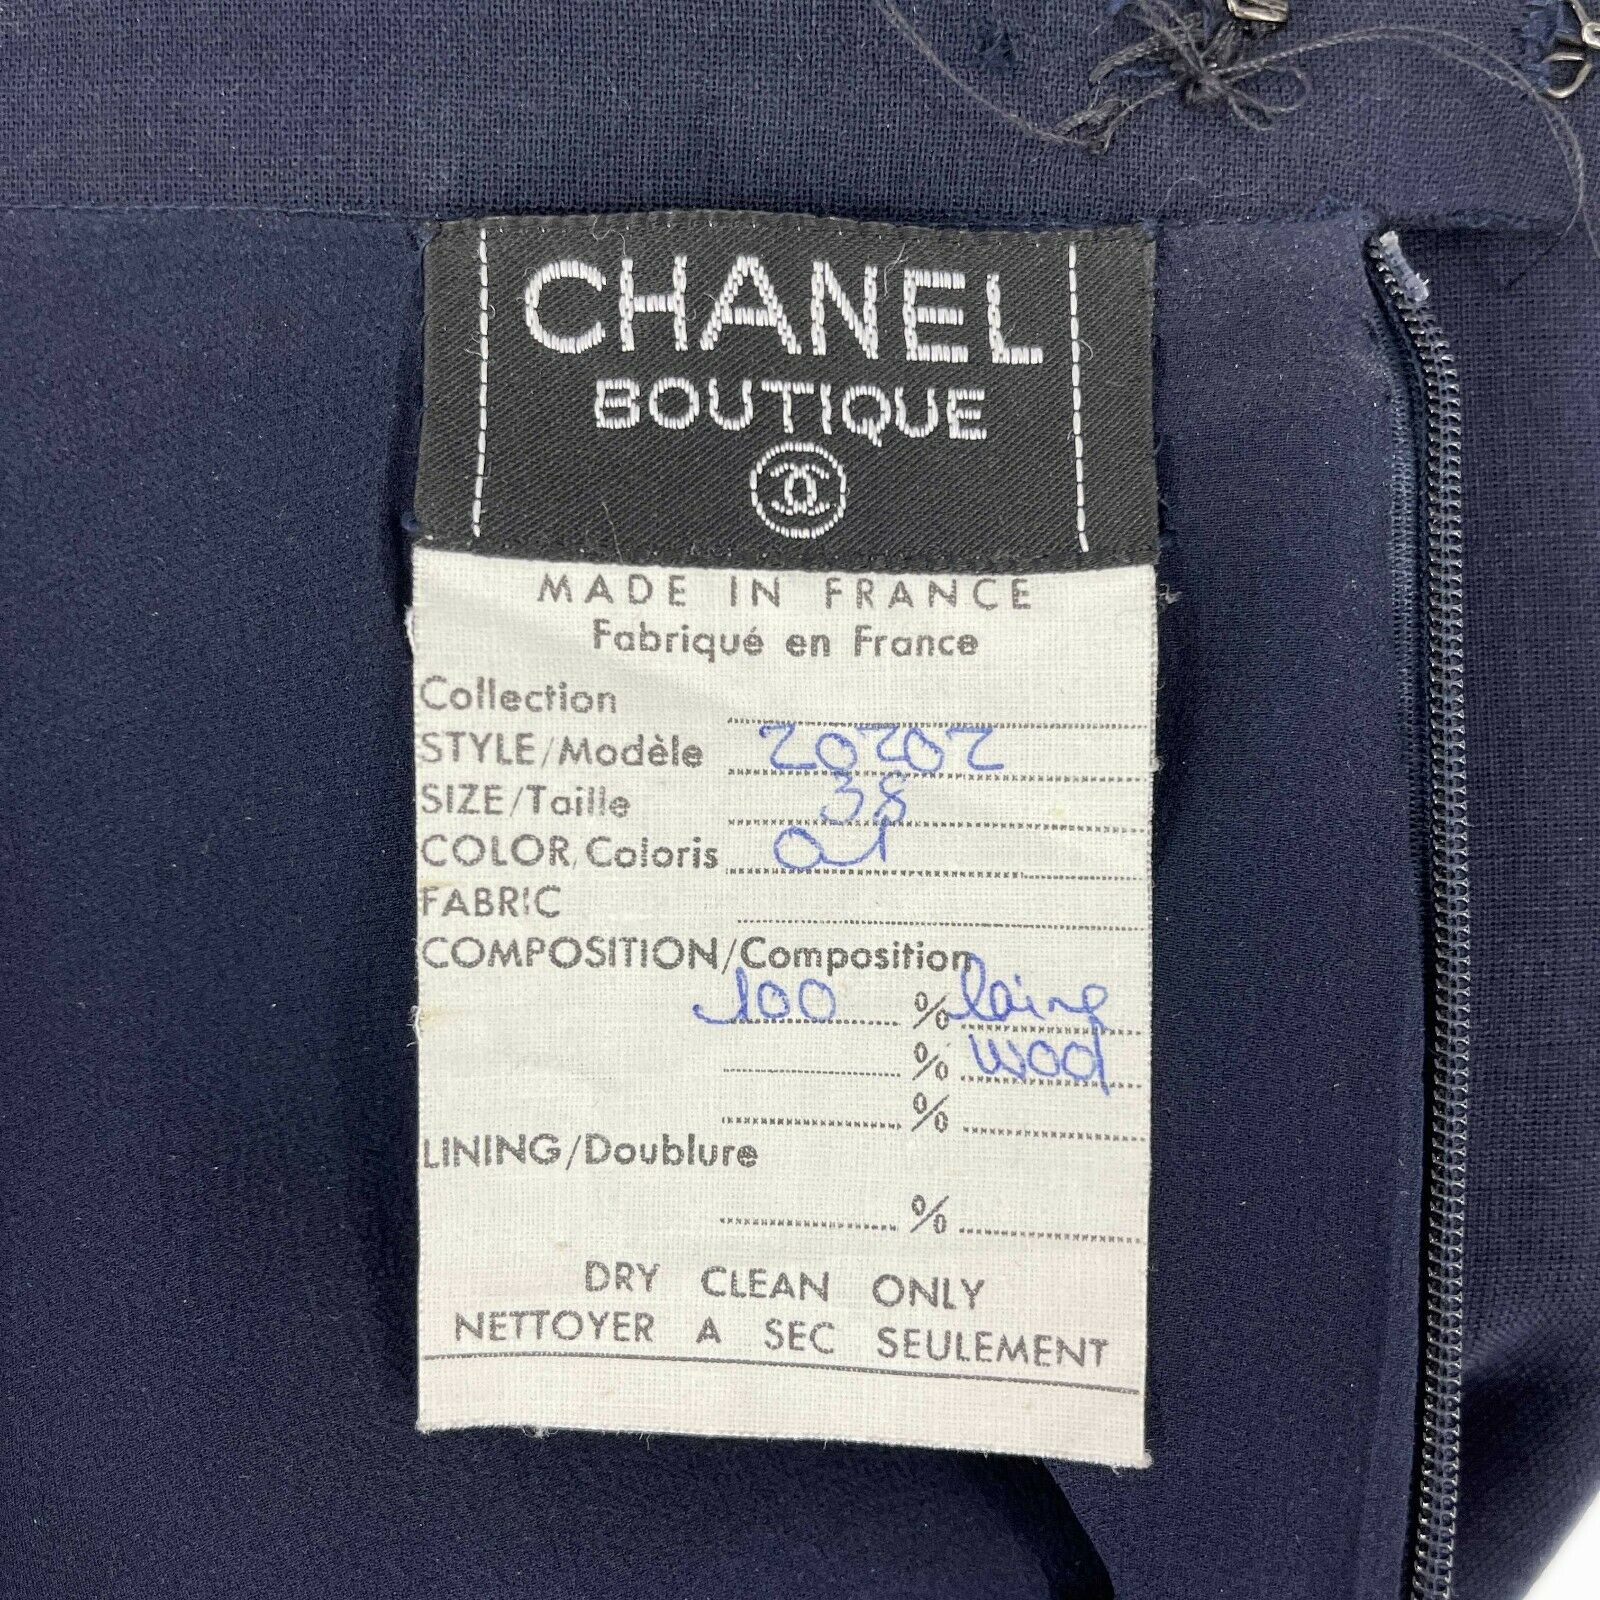 CHANEL
BOUTIQUE
MADE IN FRANCE
Fabriqué en France
Collection
STYLE/Modèle 20202
SIZE/Taille 38
COLOR, Coloris 01
FABRIC
COMPOSITION/Composition
100 % laine
% wool
%
LINING/Doublure
%
DRY CLEAN ONLY
NETTOYER A SEC SEULEMENT